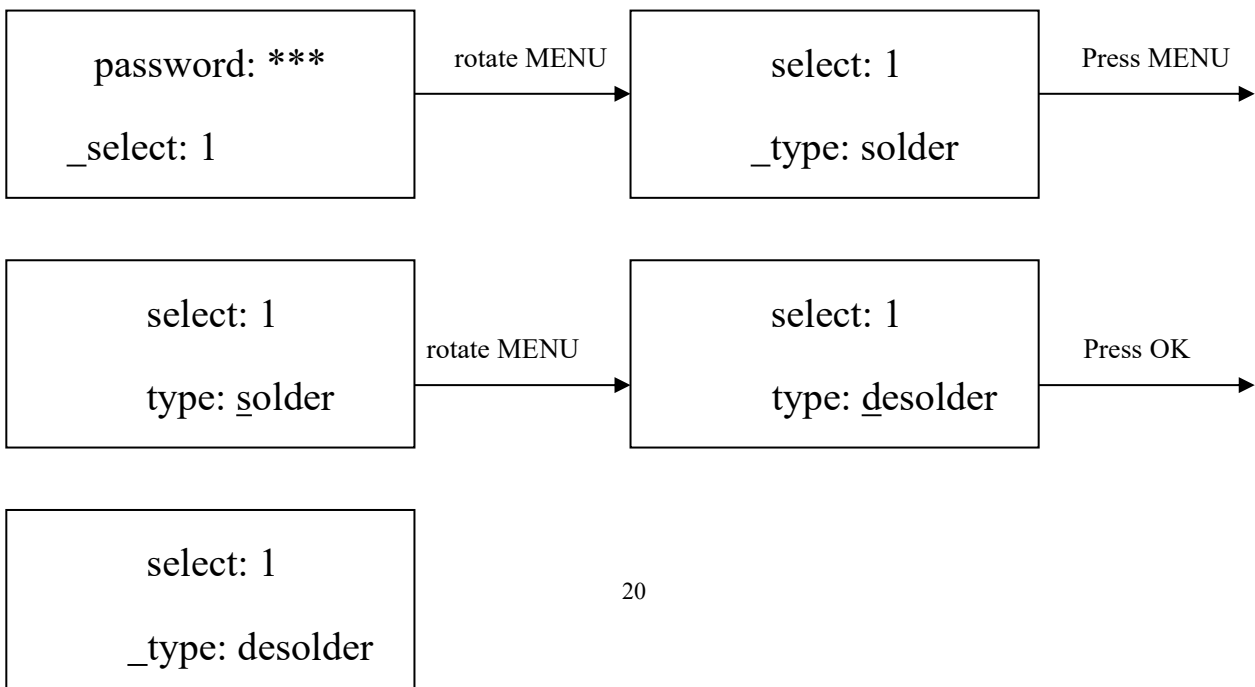 password: ***
_select: 1
rotate MENU
select: 1
_type: solder
Press MENU
select: 1
type: solder
rotate MENU
select: 1
type: desolder
Press OK
select: 1
_type: desolder
20